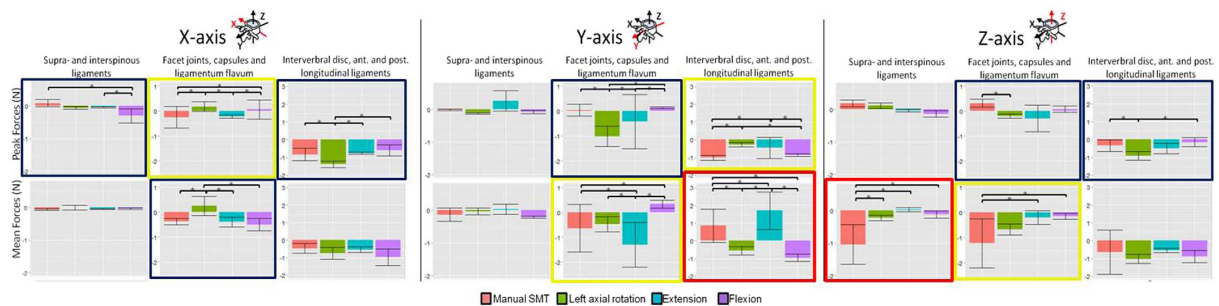 X-axis
X
Z
Y
Y-axis
X
Z
Y
Z-axis
X
Z
Y
Supra- and interspinous
ligaments
Facet joints, capsules and
ligamentum flavum
Interverbral disc, ant. and post.
longitudinal ligaments
Supra- and interspinous
ligaments
Facet joints, capsules and
ligamentum flavum
Interverbral disc, ant. and post.
longitudinal ligaments
Supra- and interspinous
ligaments
Facet joints, capsules and
ligamentum flavum
Interverbral disc, ant. and post.
longitudinal ligaments
Peak Forces (N)
Mean Forces (N)
Manual SMT
Left axial rotation
Extension
Flexion